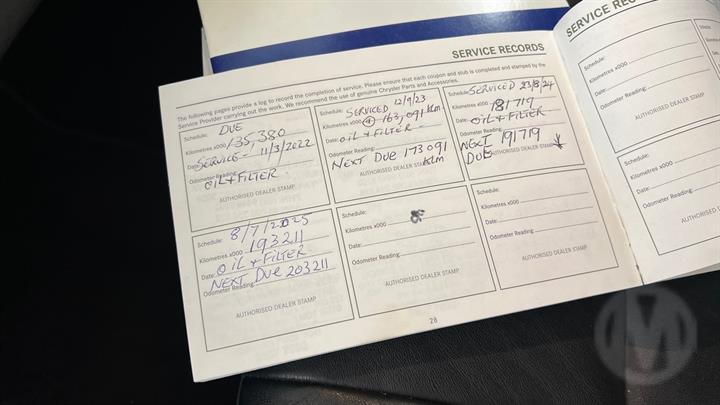 SERVICE RECORDS
The following pages provide a log to record the completion of service. Please ensure that each coupon and stub is completed and stamped by the
Service Provider carrying out the work. We recommend the use of genuine Chrysler Parts and Accessories.
DUE
Schedule:
Kilometres x000 135,380
Date: SERVICE - 11/3/2022
Odometer Reading:
OIL + FILTER
AUTHORISED DEALER STAMP
Schedule: SERVICED 12/9/23
Kilometres x000 163,091 klm
Date: OIL + FILTER -
Odometer Reading:
NEXT DUE 173091
AUTHORISED DEALER STAMP
KLM
Schedule: SERVICED 23/8/24
Kilometres x000 181719
Date: OIL + FILTER
Odometer Reading:
NEXT 191719
DUE
AUTHORISED DEALER STAMP
Schedule: 8/7/2025
Kilometres x000 193211
Date: OIL + FILTER
Odometer Reading:
NEXT DUE 203211
AUTHORISED DEALER STAMP
Schedule:
Kilometres x000
Date:
Odometer Reading:
AUTHORISED DEALER STAMP
Schedule:
Kilometres x000
Date:
Odometer Reading:
AUTHORISED DEALER STAMP
28
SERVICE REC
Schedule:
Kilometres x000
Date:
Odometer Reading:
AUTHORISED DEALER STAMP
Schedule:
Kilometres x000
Date:
Odometer Reading:
AUTHORISED
M